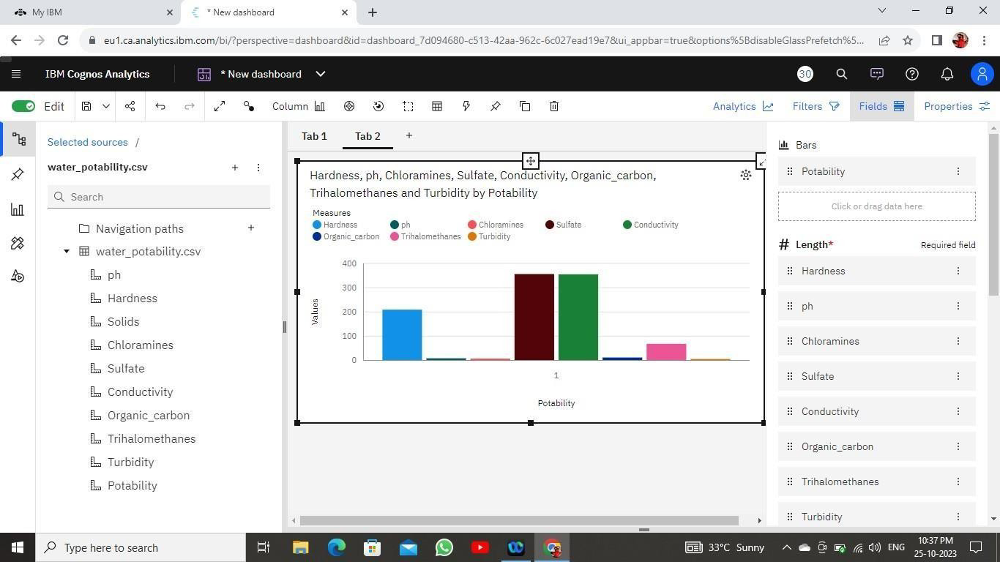 My IBM
* New dashboard
eu1.ca.analytics.ibm.com/bi/?perspective=dashboard&id=dashboard_7d094680-c513-42aa-962c-6c027ead19e7&ui_appbar=true&options%5BdisableGlassPrefetch%5...
IBM Cognos Analytics
* New dashboard
30
Edit
Column
Analytics
Filters
Fields
Properties
Selected sources /
water_potability.csv
Search
Navigation paths
water_potability.csv
ph
Hardness
Solids
Chloramines
Sulfate
Conductivity
Organic_carbon
Trihalomethanes
Turbidity
Potability
Tab 1
Tab 2
Hardness, ph, Chloramines, Sulfate, Conductivity, Organic_carbon,
Trihalomethanes and Turbidity by Potability
Measures
Hardness ph Chloramines Sulfate Conductivity
Organic_carbon Trihalomethanes Turbidity
400
300
200
100
0
Values
1
Potability
Bars
Potability
Click or drag data here
# Length* Required field
Hardness
ph
Chloramines
Sulfate
Conductivity
Organic_carbon
Trihalomethanes
Turbidity
Type here to search
33°C Sunny
ENG
10:37 PM
25-10-2023